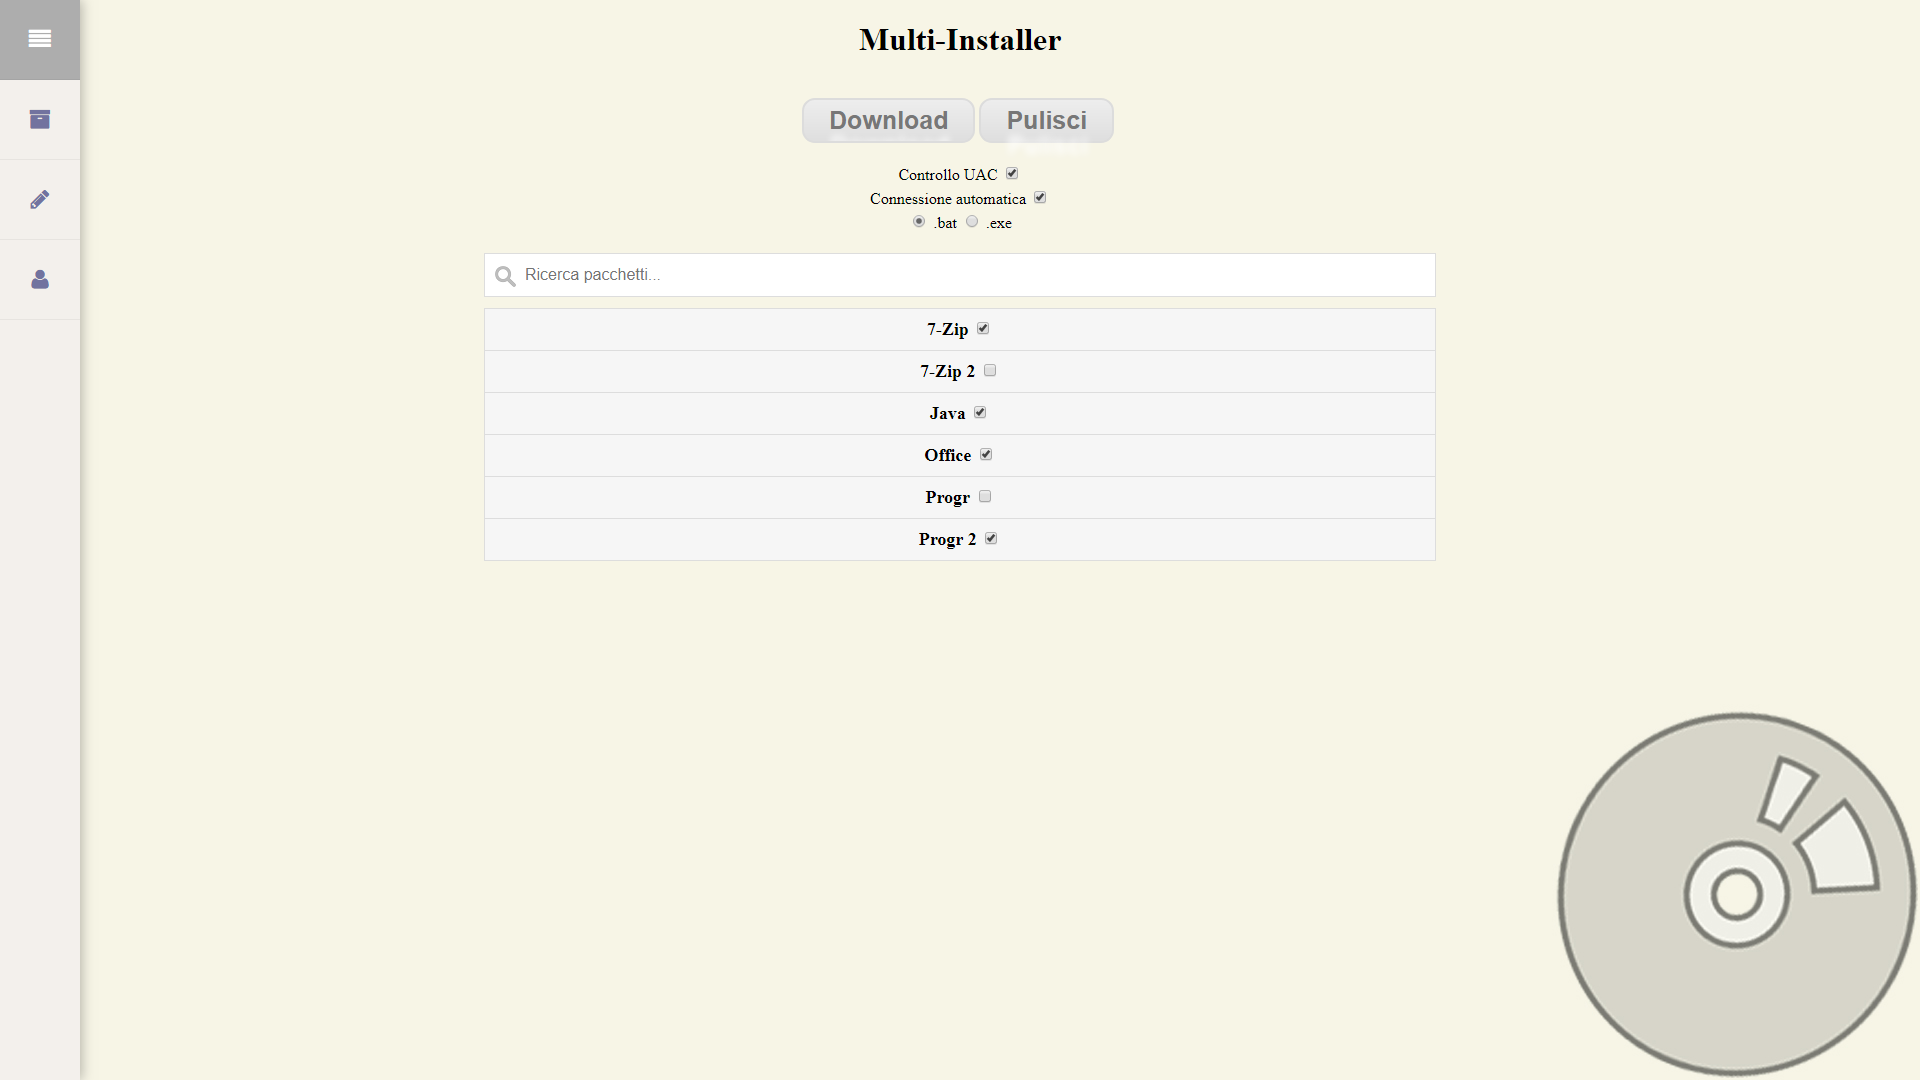 Multi-Installer
Download Pulisci
Controllo UAC
Connessione automatica
.bat .exe
Ricerca pacchetti...
7-Zip
7-Zip 2
Java
Office
Progr
Progr 2